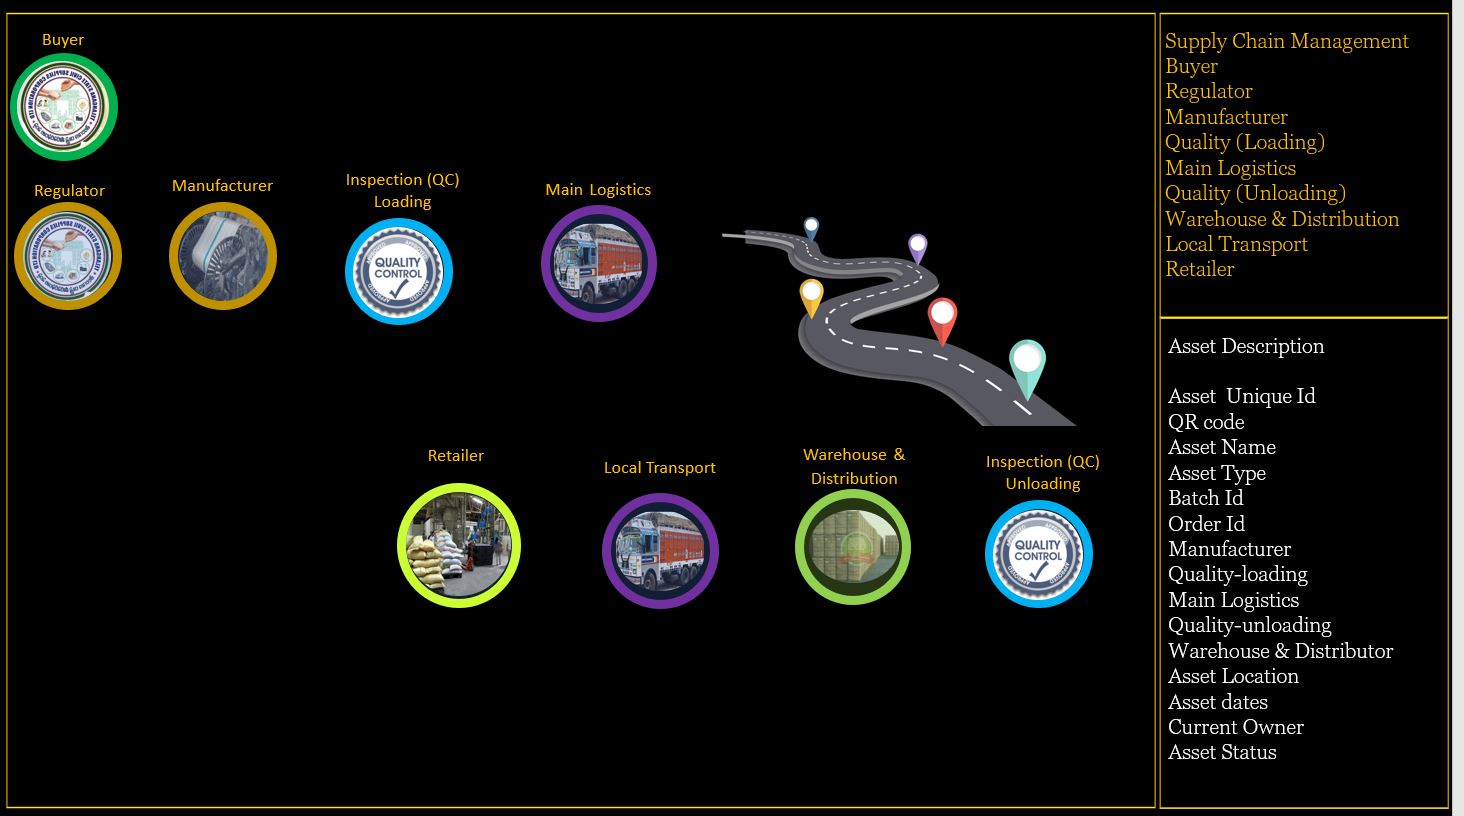 Buyer
Regulator
Manufacturer
Inspection (QC)
Loading
QUALITY
CONTROL
APPROVED
Main Logistics
Retailer
Local Transport
Warehouse &
Distribution
Inspection (QC)
Unloading
QUALITY
CONTROL
APPROVED
Supply Chain Management
Buyer
Regulator
Manufacturer
Quality (Loading)
Main Logistics
Quality (Unloading)
Warehouse & Distribution
Local Transport
Retailer
Asset Description
Asset  Unique Id
QR code
Asset Name
Asset Type
Batch Id
Order Id
Manufacturer
Quality-loading
Main Logistics
Quality-unloading
Warehouse & Distributor
Asset Location
Asset dates
Current Owner
Asset Status